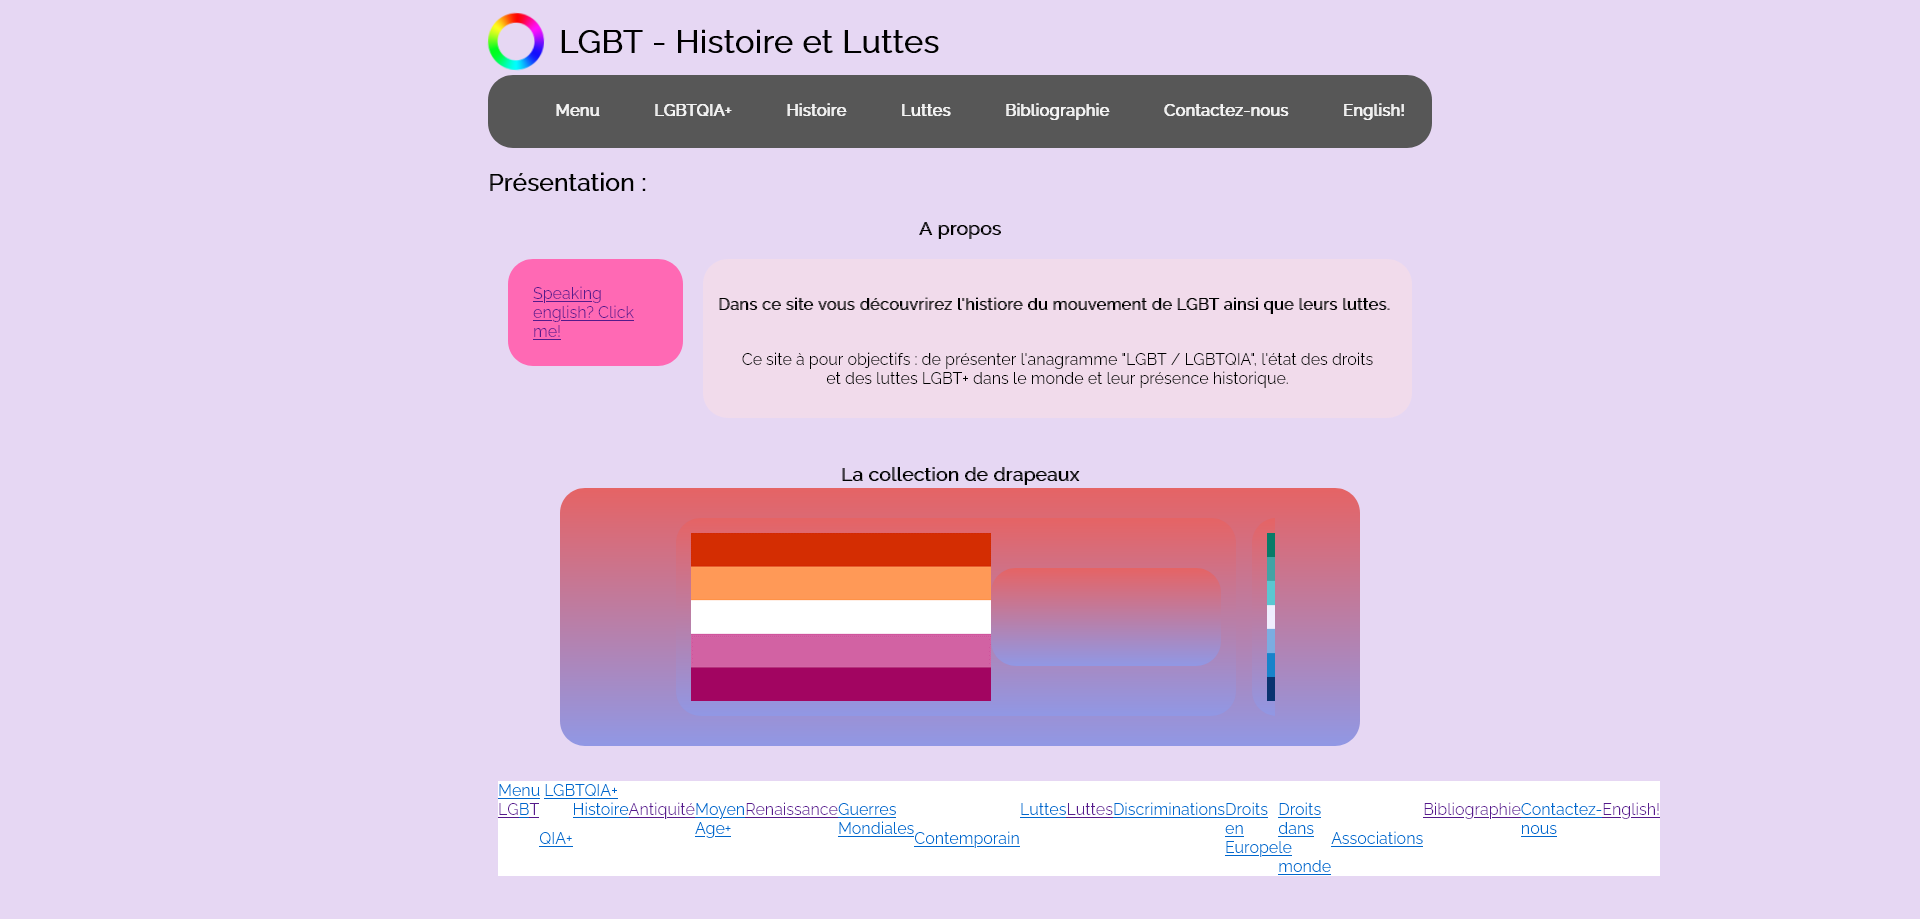 LGBT - Histoire et Luttes
Menu LGBTQIA+ Histoire Luttes Bibliographie Contactez-nous English!
Présentation :
A propos
Speaking
english? Click
me!
Dans ce site vous découvrirez l'histiore du mouvement de LGBT ainsi que leurs luttes.
Ce site à pour objectifs : de présenter l'anagramme "LGBT / LGBTQIA", l'état des droits
et des luttes LGBT+ dans le monde et leur présence historique.
La collection de drapeaux
Menu LGBTQIA+
LGBT
QIA+
Histoire
Antiquité
Moyen
Age+
Renaissance
Guerres
Mondiales
Contemporain
Luttes
Luttes
Discriminations
Droits
en
Europe
Droits
dans
le
monde
Associations
Bibliographie
Contactez-
nous
English!